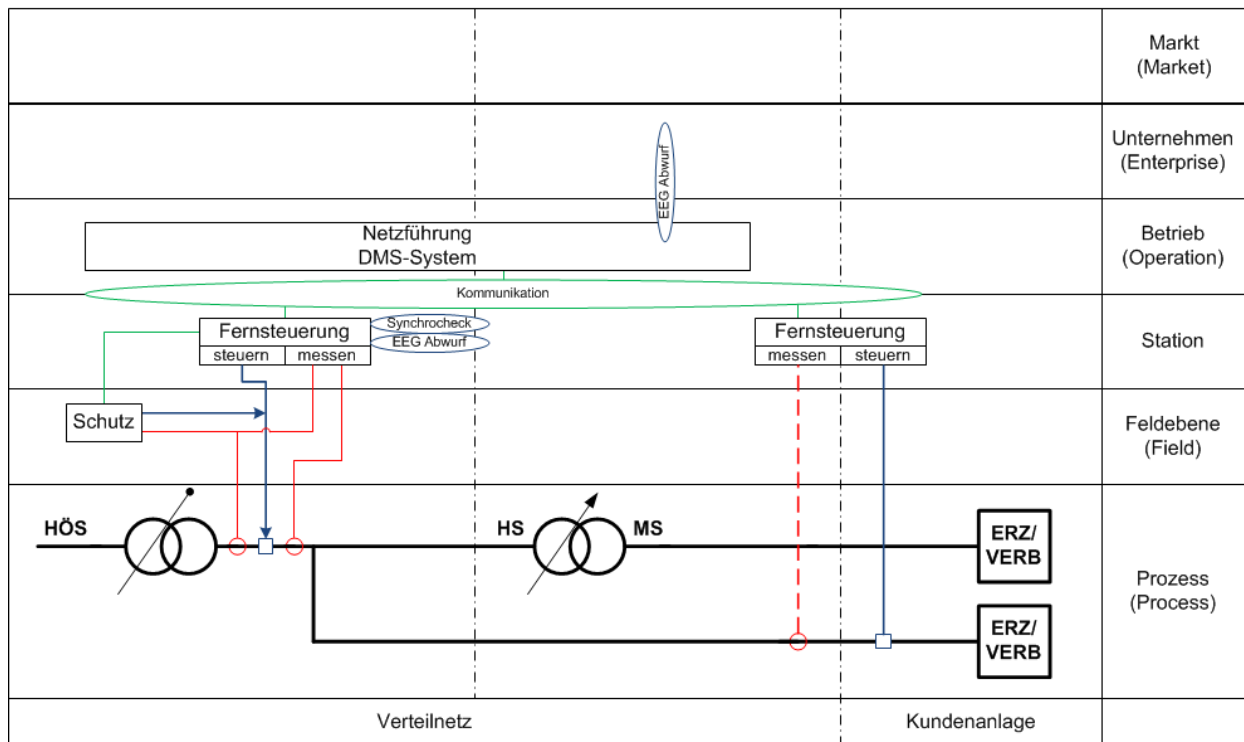 Markt
(Market)
Unternehmen
(Enterprise)
EEG Abwurf
Netzführung
DMS-System
Betrieb
(Operation)
Kommunikation
Fernsteuerung
steuern messen
Synchrocheck
EEG Abwurf
Fernsteuerung
messen steuern
Station
Schutz
Feldebene
(Field)
HÖS
HS
MS
ERZ/
VERB
ERZ/
VERB
Prozess
(Process)
Verteilnetz
Kundenanlage